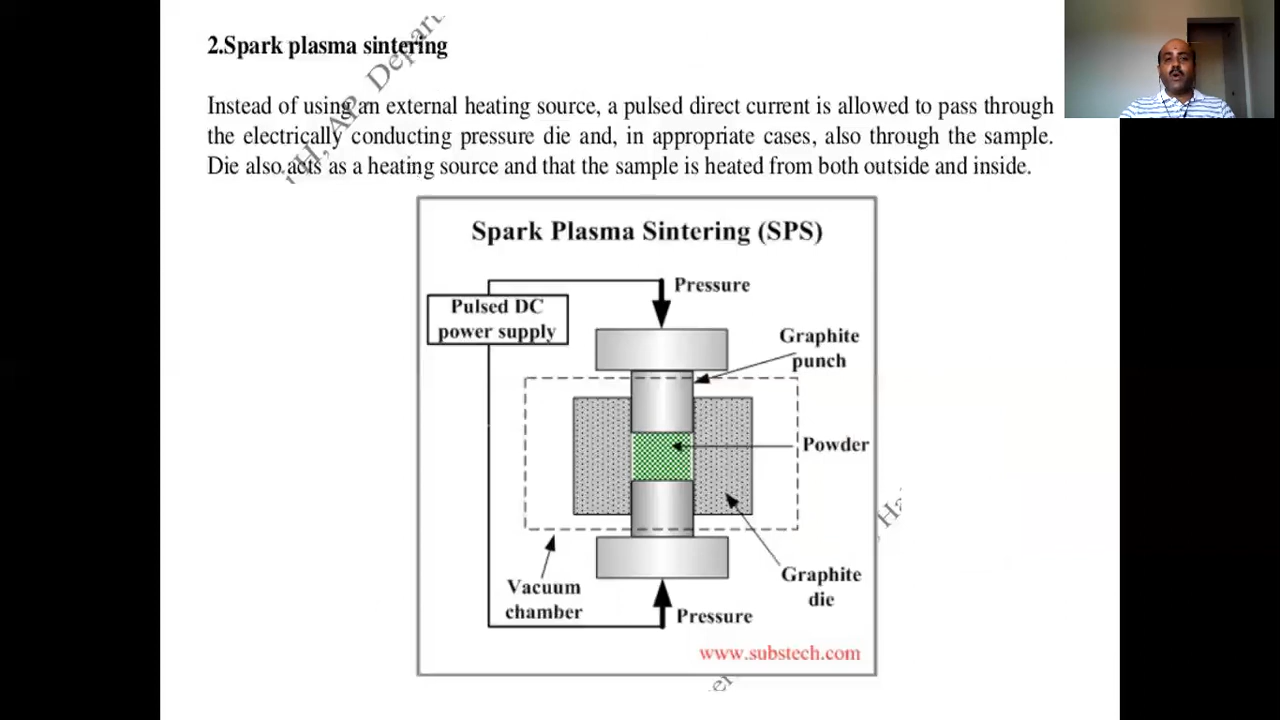 2.Spark plasma sintering
Instead of using an external heating source, a pulsed direct current is allowed to pass through
the electrically conducting pressure die and, in appropriate cases, also through the sample.
Die also acts as a heating source and that the sample is heated from both outside and inside.
Spark Plasma Sintering (SPS)
Pressure
Pulsed DC
power supply
Graphite
punch
Powder
Graphite
die
Vacuum
chamber
Pressure
www.substech.com